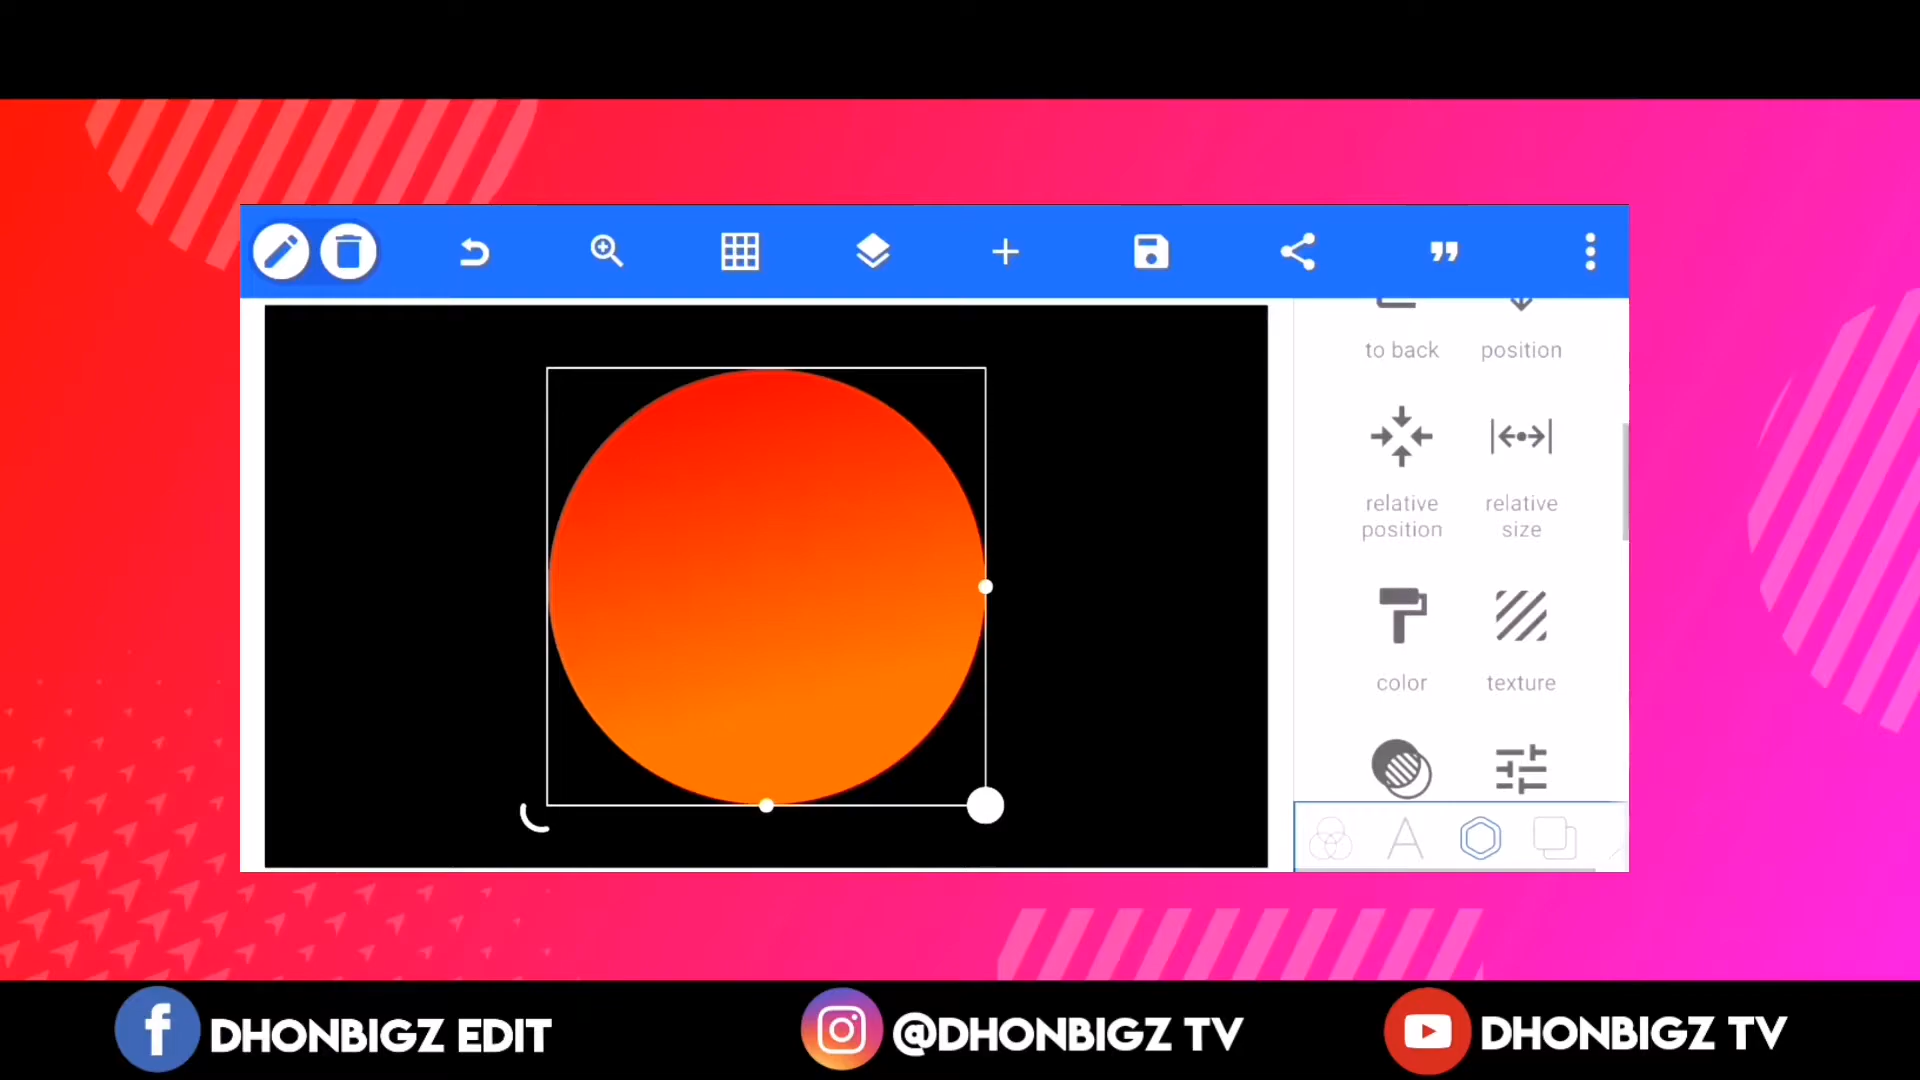 to back
position
relative
position
relative
size
color
texture
DHONBIGZ EDIT
@DHONBIGZ TV
DHONBIGZ TV